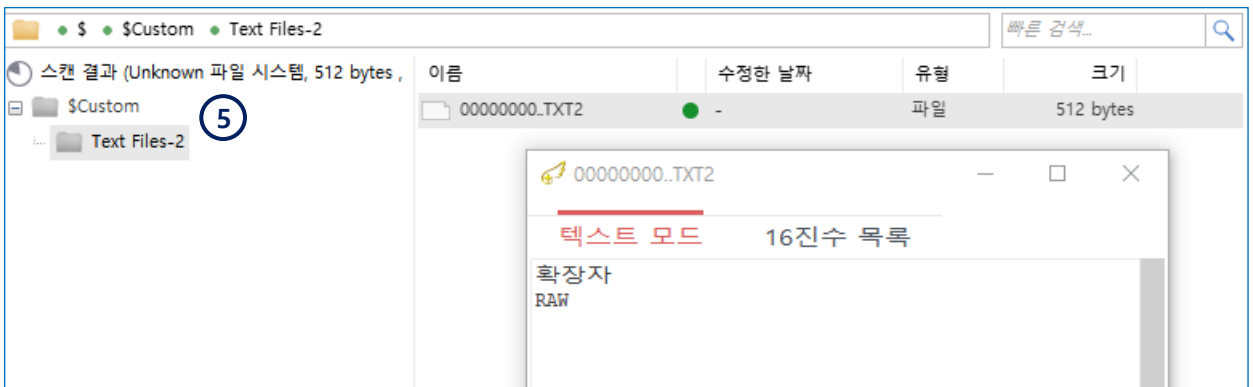 $ $Custom Text Files-2
빠른 검색...
스캔 결과 (Unknown 파일 시스템, 512 bytes ,
이름 수정한 날짜 유형 크기
$Custom
5
Text Files-2
00000000..TXT2 - 파일 512 bytes
00000000..TXT2
텍스트 모드 16진수 목록
확장자
RAW